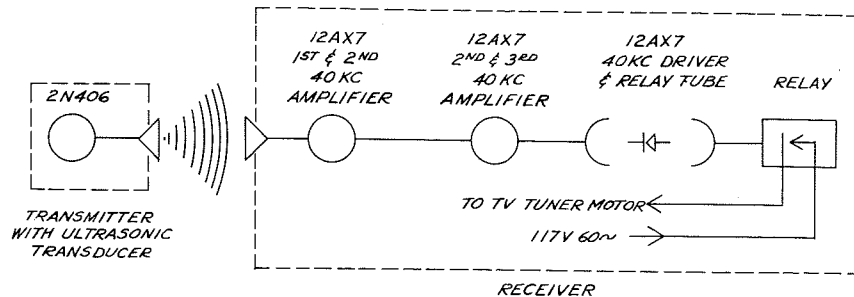 12AX7
1ST & 2ND
40 KC
AMPLIFIER
12AX7
2ND & 3RD
40 KC
AMPLIFIER
12AX7
40KC DRIVER
& RELAY TUBE
RELAY
2N406
TRANSMITTER
WITH ULTRASONIC
TRANSDUCER
TO TV TUNER MOTOR
117V 60~
RECEIVER